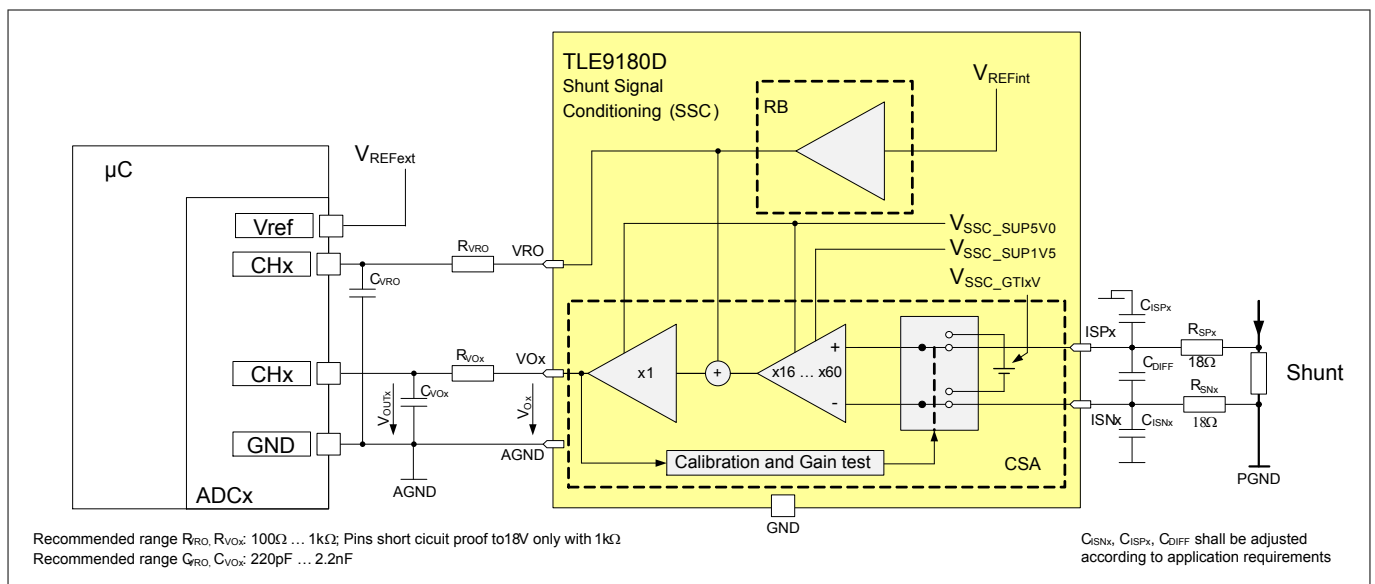 TLE9180D
Shunt Signal
Conditioning (SSC)
RB
VREFint
µC
VREFext
Vref
CHx
RVRO
VRO
CVRO
VSSC_SUP5V0
VSSC_SUP1V5
VSSC_GTIxV
CHx
RVOx
VOx
CVOx
VOUTx
VOx
x1
+
x16 ... x60
+
-
ISPx
ISNx
CISPx
CDIFF
CISNx
RSPx
18Ω
RSNx
18Ω
Shunt
GND
AGND
AGND
Calibration and Gain test
CSA
ADCx
GND
PGND
Recommended range RVRO, RVOx: 100Ω ... 1kΩ; Pins short cicuit proof to18V only with 1kΩ
Recommended range CVRO, CVOx: 220pF ... 2.2nF
CISNx, CISPx, CDIFF shall be adjusted
according to application requirements